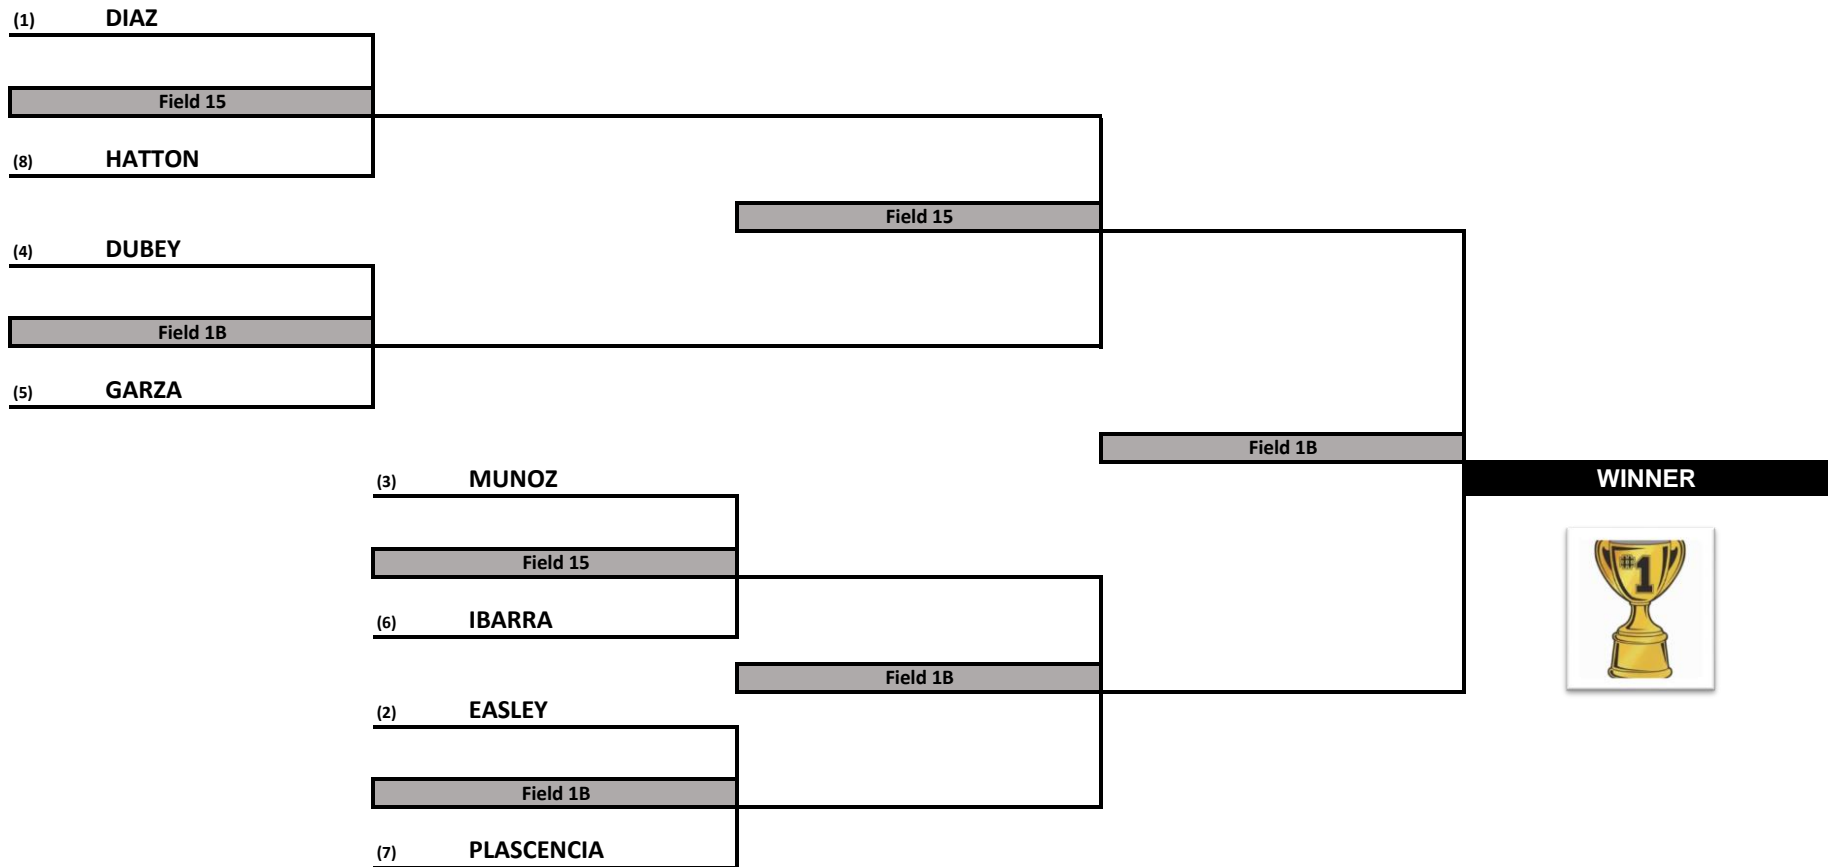 (1) DIAZ
Field 15
(8) HATTON
Field 15
(4) DUBEY
Field 1B
(5) GARZA
Field 1B
(3) MUNOZ
WINNER
Field 15
#1
(6) IBARRA
Field 1B
(2) EASLEY
Field 1B
(7) PLASCENCIA